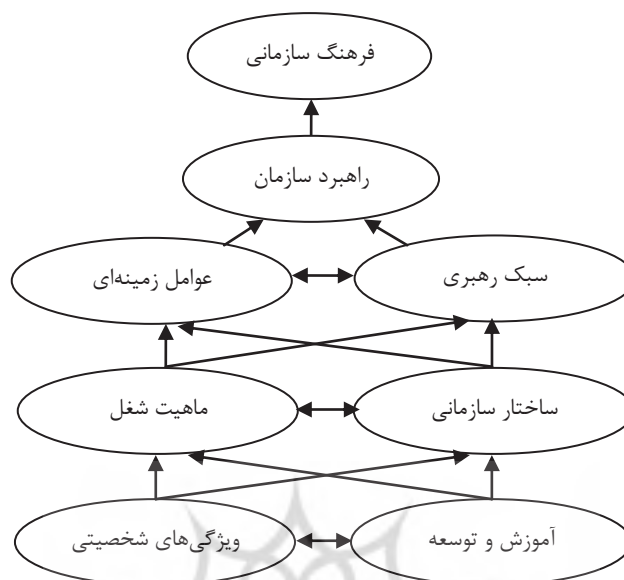 فرهنگ سازمانی
راهبرد سازمان
سبک رهبری
عوامل زمینه‌ای
ساختار سازمانی
ماهیت شغل
آموزش و توسعه
ویژگی‌های شخصیتی